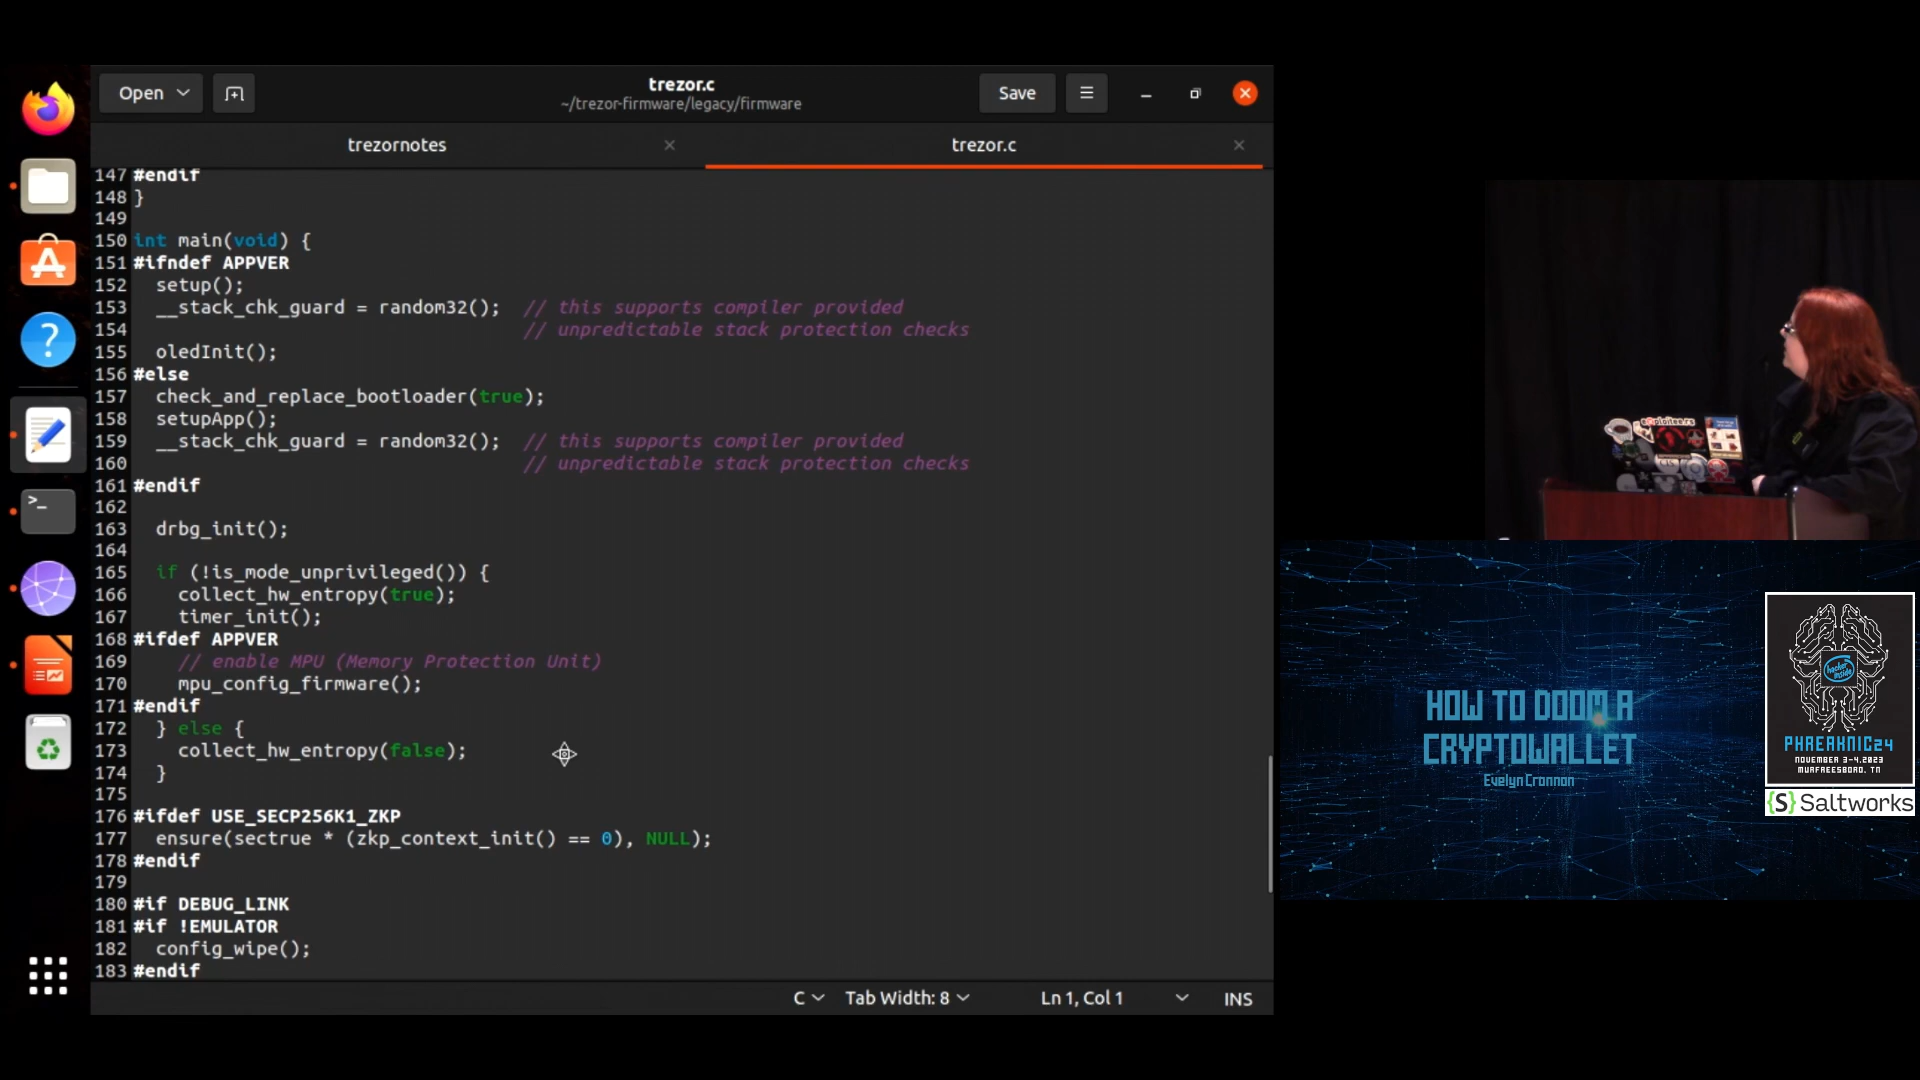 Open
trezor.c
~/trezor-firmware/legacy/firmware
Save
trezornotes
trezor.c
147 #endif
148 }
149
150 int main(void) {
151 #ifndef APPVER
152 setup();
153 __stack_chk_guard = random32(); // this supports compiler provided
154 // unpredictable stack protection checks
155 oledInit();
156 #else
157 check_and_replace_bootloader(true);
158 setupApp();
159 __stack_chk_guard = random32(); // this supports compiler provided
160 // unpredictable stack protection checks
161 #endif
162
163 drbg_init();
164
165 if (!is_mode_unprivileged()) {
166 collect_hw_entropy(true);
167 timer_init();
168 #ifdef APPVER
169 // enable MPU (Memory Protection Unit)
170 mpu_config_firmware();
171 #endif
172 } else {
173 collect_hw_entropy(false);
174 }
175
176 #ifdef USE_SECP256K1_ZKP
177 ensure(sectrue * (zkp_context_init() == 0), NULL);
178 #endif
179
180 #if DEBUG_LINK
181 #if !EMULATOR
182 config_wipe();
183 #endif
C
Tab Width: 8
Ln 1, Col 1
INS
HOW TO DOOM A
CRYPTOWALLET
Evelyn Cronnon
hacker
inside
PHREAKNIC24
NOVEMBER 3-4, 2023
MURFREESBORO, TN
{S} Saltworks